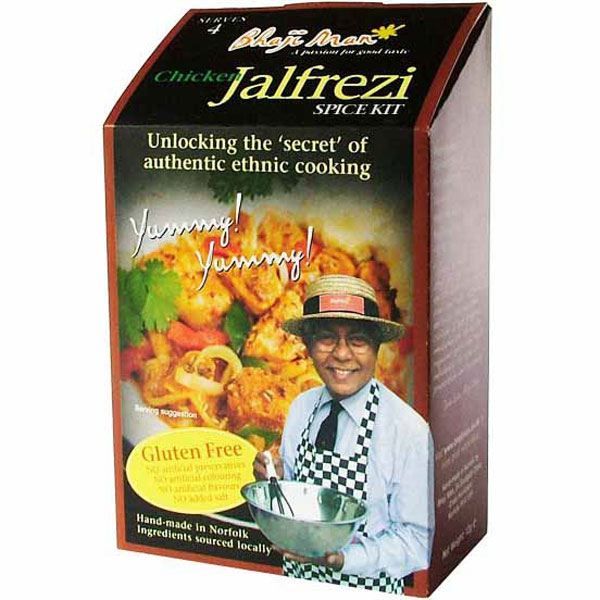 SERVES
4
Bhaji Man
A passion for good taste
Chicken
Jalfrezi
SPICE KIT
Unlocking the 'secret' of
authentic ethnic cooking
Yummy!
Yummy!
Serving suggestion
Gluten Free
NO artificial preservatives
NO artificial colouring
NO artificial flavours
NO added salt
Hand-made in Norfolk
Ingredients sourced locally